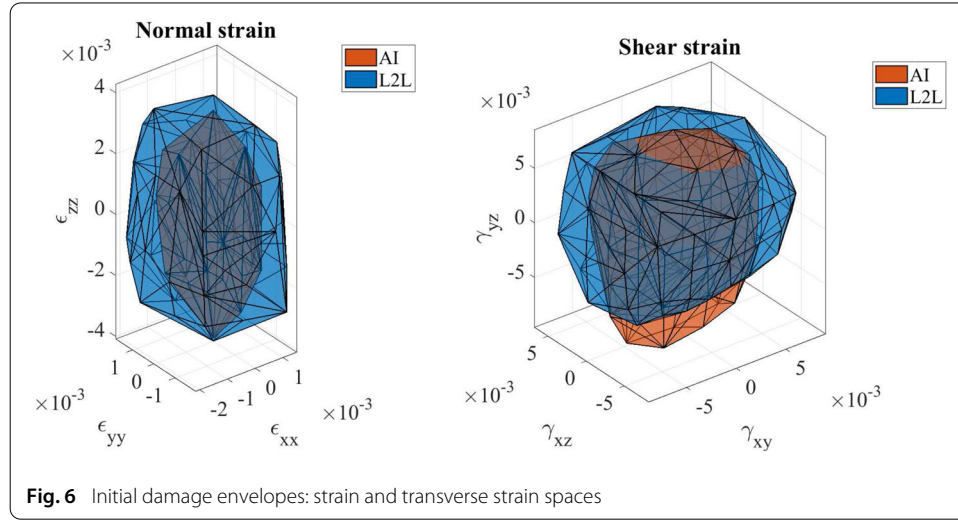 Normal strain
×10⁻³
AI
L2L
4
2
0
-2
-4
ϵzz
1
0
-1
×10⁻³
ϵyy
-2
-1
0
1
×10⁻³
ϵxx
Shear strain
×10⁻³
AI
L2L
5
0
-5
γyz
5
0
-5
×10⁻³
γxz
-5
0
5
×10⁻³
γxy
Fig. 6 Initial damage envelopes: strain and transverse strain spaces